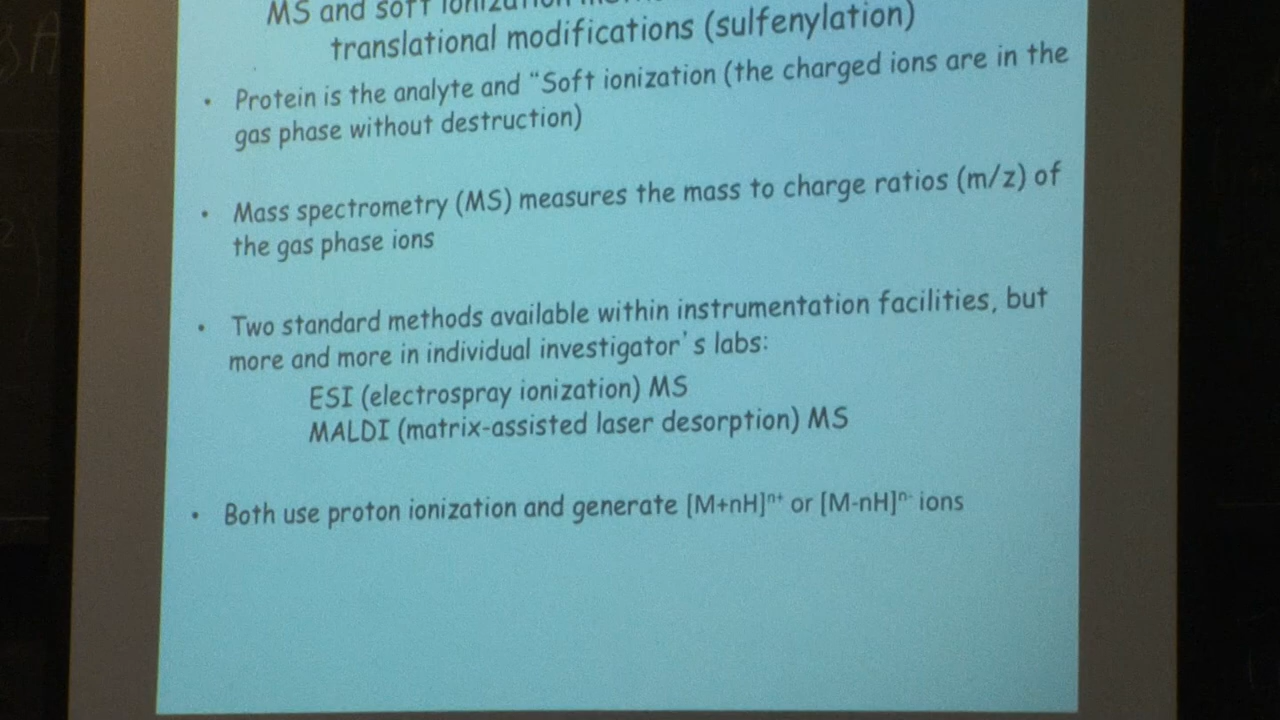 MS and soft ionization
translational modifications (sulfenylation)
• Protein is the analyte and “Soft ionization (the charged ions are in the
gas phase without destruction)
• Mass spectrometry (MS) measures the mass to charge ratios (m/z) of
the gas phase ions
• Two standard methods available within instrumentation facilities, but
more and more in individual investigator's labs:
ESI (electrospray ionization) MS
MALDI (matrix-assisted laser desorption) MS
• Both use proton ionization and generate [M+nH]ⁿ⁺ or [M-nH]ⁿ⁻ ions